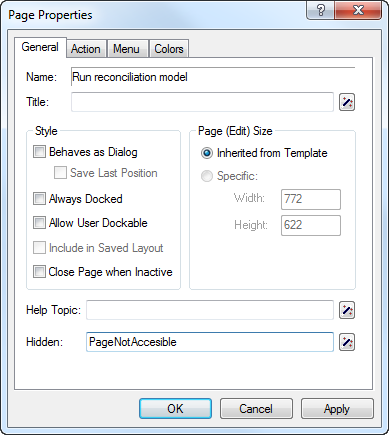 Page Properties
General Action Menu Colors
Name: Run reconciliation model
Title:
Style
Behaves as Dialog
Save Last Position
Always Docked
Allow User Dockable
Include in Saved Layout
Close Page when Inactive
Page (Edit) Size
Inherited from Template
Specific:
Width: 772
Height: 622
Help Topic:
Hidden: PageNotAccesible
OK Cancel Apply